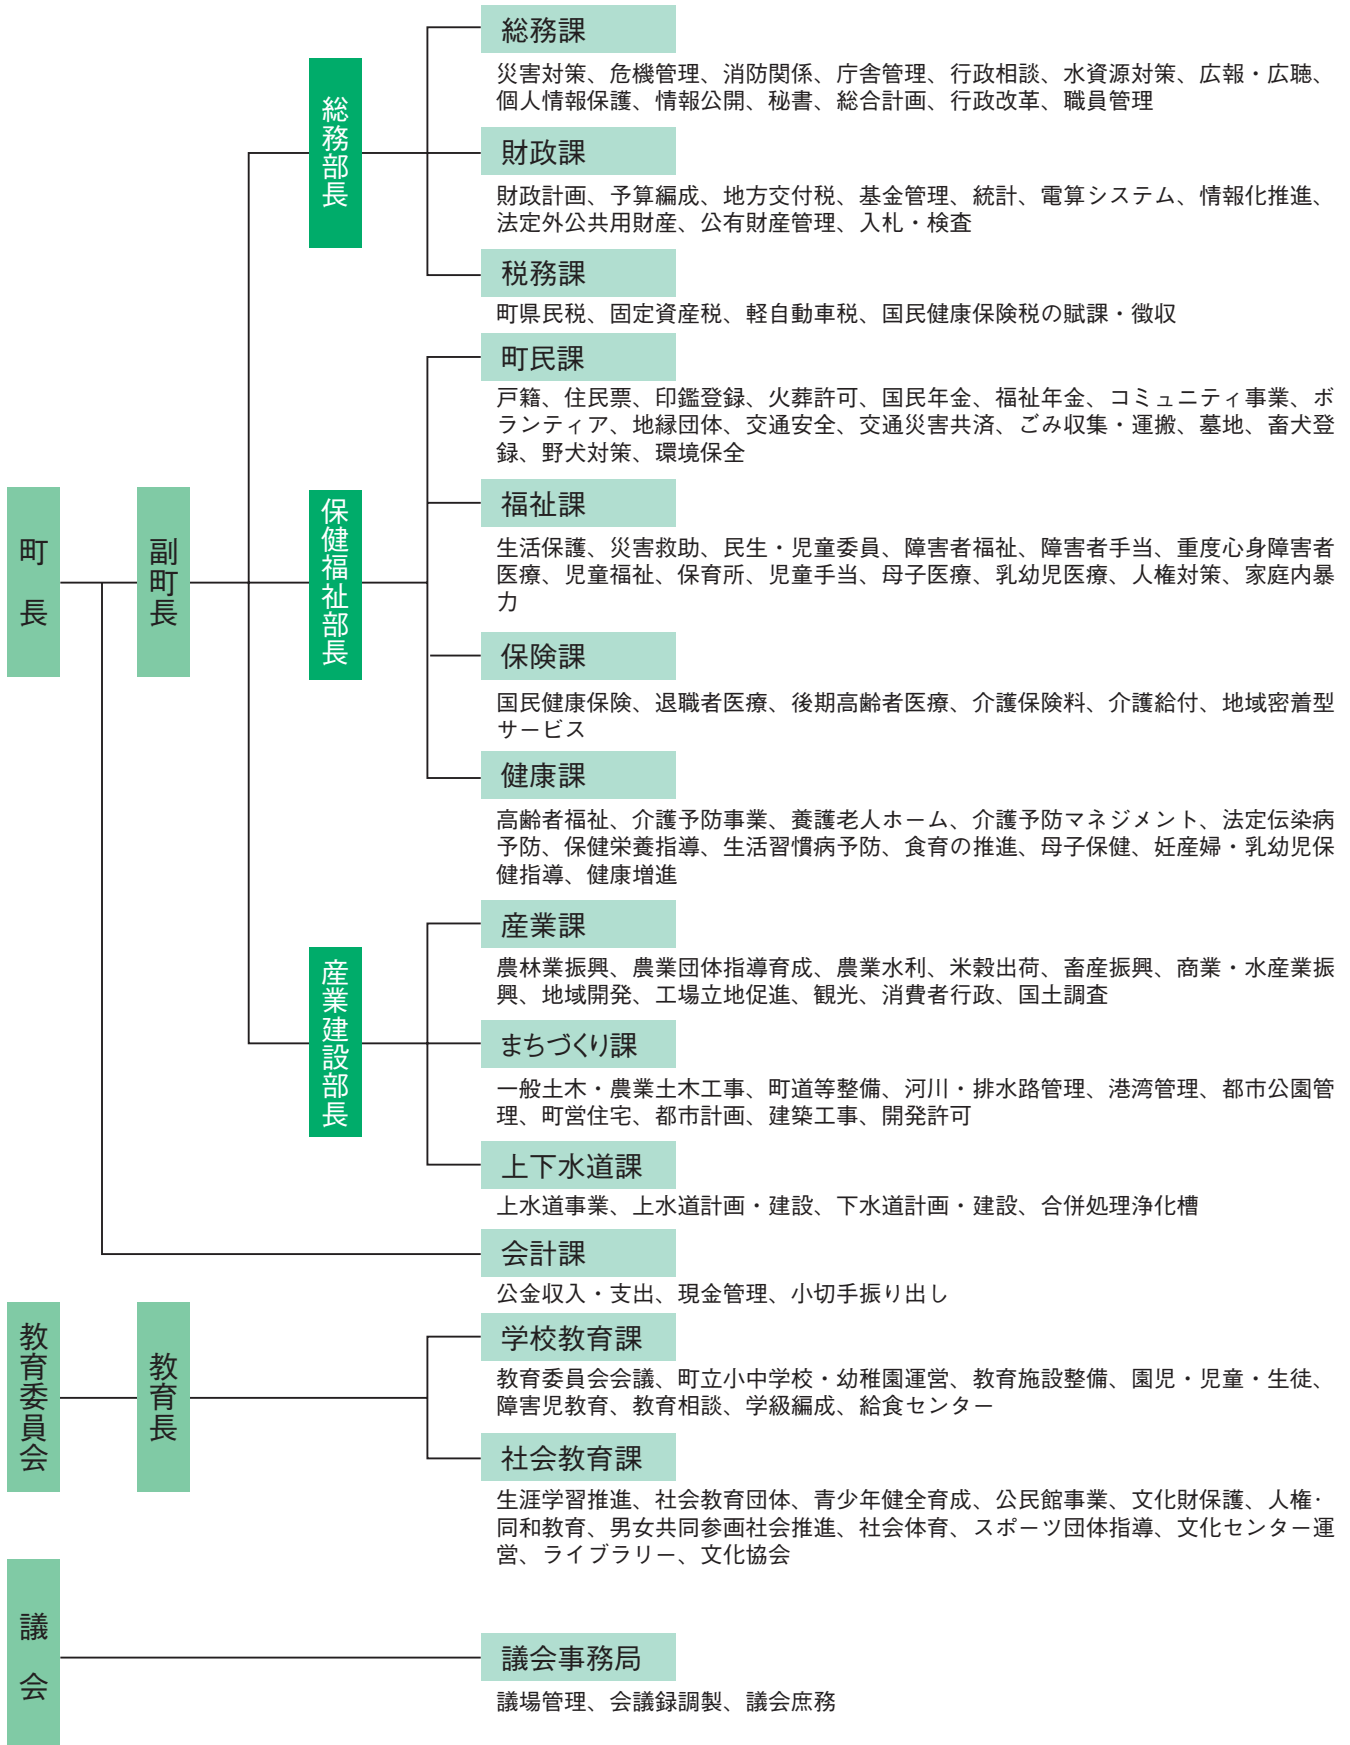 総務課
災害対策、危機管理、消防関係、庁舎管理、行政相談、水資源対策、広報・広聴、
個人情報保護、情報公開、秘書、総合計画、行政改革、職員管理
総務部長
財政課
財政計画、予算編成、地方交付税、基金管理、統計、電算システム、情報化推進、
法定外公共用財産、公有財産管理、入札・検査
税務課
町県民税、固定資産税、軽自動車税、国民健康保険税の賦課・徴収
町民課
戸籍、住民票、印鑑登録、火葬許可、国民年金、福祉年金、コミュニティ事業、ボ
ランティア、地縁団体、交通安全、交通災害共済、ごみ収集・運搬、墓地、畜犬登
録、野犬対策、環境保全
町長
副町長
保健福祉部長
福祉課
生活保護、災害救助、民生・児童委員、障害者福祉、障害者手当、重度心身障害者
医療、児童福祉、保育所、児童手当、母子医療、乳幼児医療、人権対策、家庭内暴
力
保険課
国民健康保険、退職者医療、後期高齢者医療、介護保険料、介護給付、地域密着型
サービス
健康課
高齢者福祉、介護予防事業、養護老人ホーム、介護予防マネジメント、法定伝染病
予防、保健栄養指導、生活習慣病予防、食育の推進、母子保健、妊産婦・乳幼児保
健指導、健康増進
産業課
農林業振興、農業団体指導育成、農業水利、米穀出荷、畜産振興、商業・水産業振
興、地域開発、工場立地促進、観光、消費者行政、国土調査
産業建設部長
まちづくり課
一般土木・農業土木工事、町道等整備、河川・排水路管理、港湾管理、都市公園管
理、町営住宅、都市計画、建築工事、開発許可
上下水道課
上水道事業、上水道計画・建設、下水道計画・建設、合併処理浄化槽
会計課
公金収入・支出、現金管理、小切手振り出し
教育委員会
教育長
学校教育課
教育委員会会議、町立小中学校・幼稚園運営、教育施設整備、園児・児童・生徒、
障害児教育、教育相談、学級編成、給食センター
社会教育課
生涯学習推進、社会教育団体、青少年健全育成、公民館事業、文化財保護、人権・
同和教育、男女共同参画社会推進、社会体育、スポーツ団体指導、文化センター運
営、ライブラリー、文化協会
議会
議会事務局
議場管理、会議録調製、議会庶務